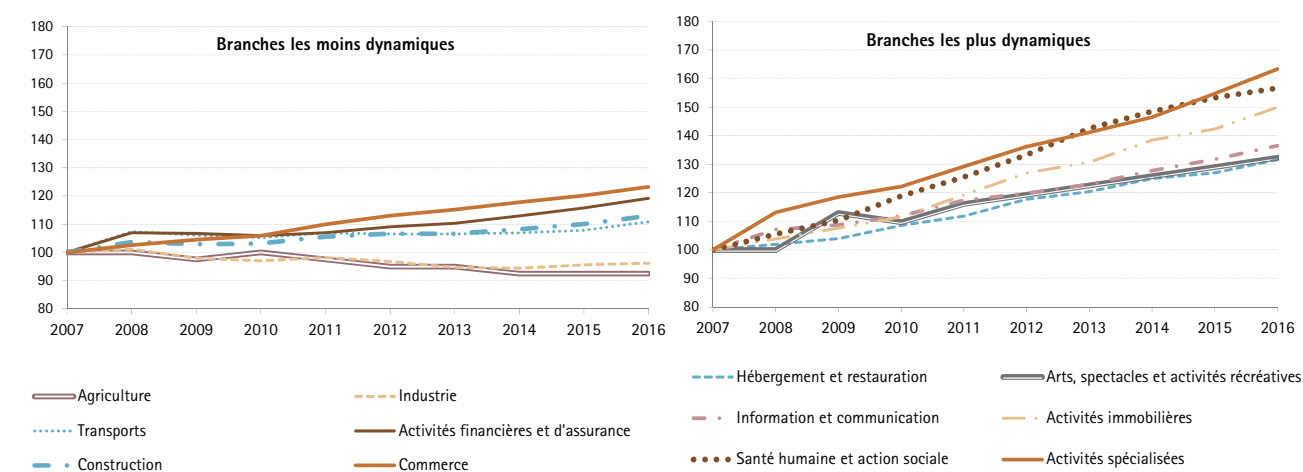 Branches les moins dynamiques
180
170
160
150
140
130
120
110
100
90
80
2007 2008 2009 2010 2011 2012 2013 2014 2015 2016
Agriculture
Industrie
Transports
Activités financières et d'assurance
Construction
Commerce
Branches les plus dynamiques
180
170
160
150
140
130
120
110
100
90
80
2007 2008 2009 2010 2011 2012 2013 2014 2015 2016
Hébergement et restauration
Arts, spectacles et activités récréatives
Information et communication
Activités immobilières
Santé humaine et action sociale
Activités spécialisées